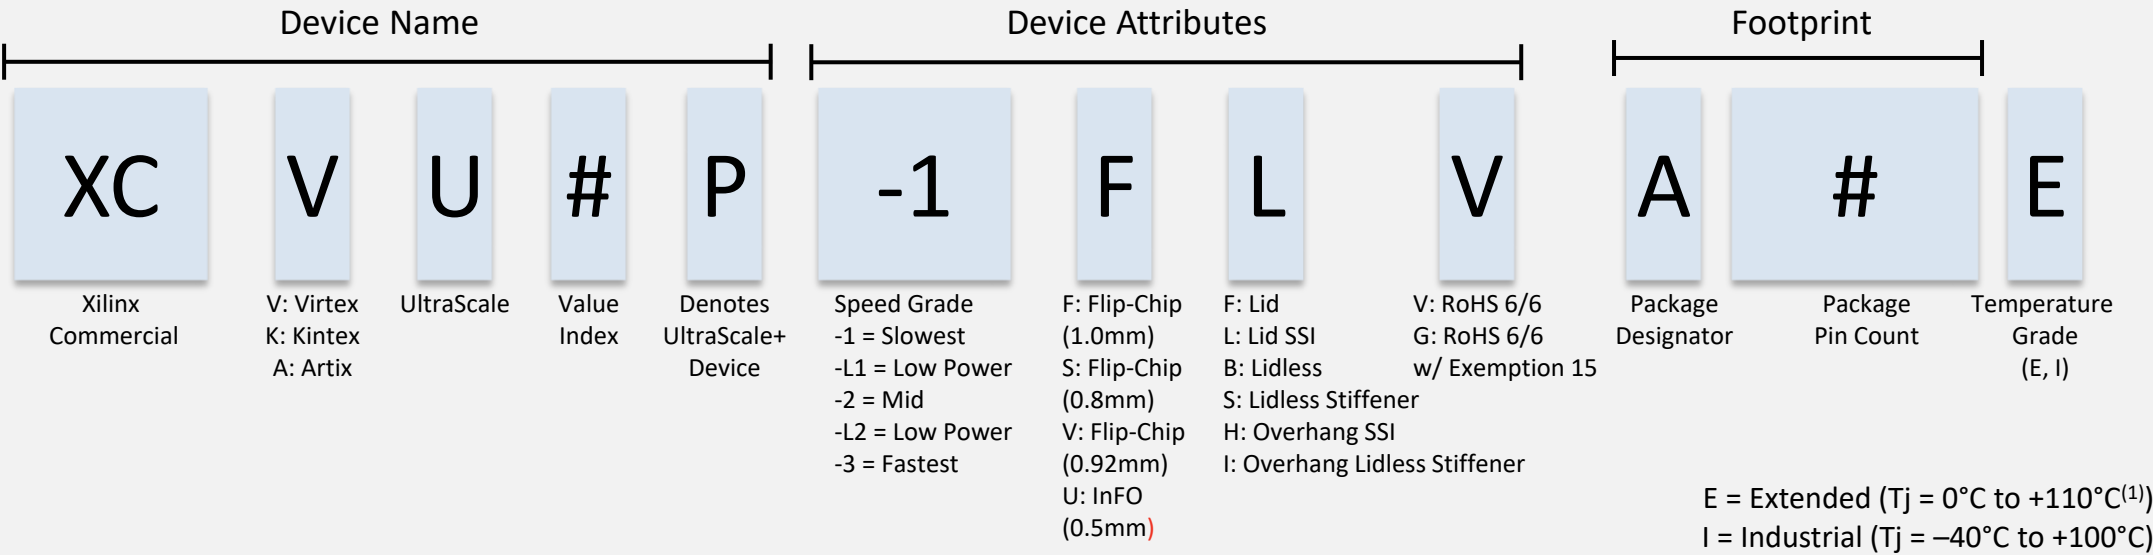 Device Name
Device Attributes
Footprint
XC
V
U
#
P
-1
F
L
V
A
#
E
Xilinx
Commercial
V: Virtex
K: Kintex
A: Artix
UltraScale
Value
Index
Denotes
UltraScale+
Device
Speed Grade
-1 = Slowest
-L1 = Low Power
-2 = Mid
-L2 = Low Power
-3 = Fastest
F: Flip-Chip
(1.0mm)
S: Flip-Chip
(0.8mm)
V: Flip-Chip
(0.92mm)
U: InFO
(0.5mm)
F: Lid
L: Lid SSI
B: Lidless
S: Lidless Stiffener
H: Overhang SSI
I: Overhang Lidless Stiffener
V: RoHS 6/6
G: RoHS 6/6
w/ Exemption 15
Package
Designator
Package
Pin Count
Temperature
Grade
(E, I)
E = Extended (Tj = 0°C to +110°C(1))
I = Industrial (Tj = –40°C to +100°C)